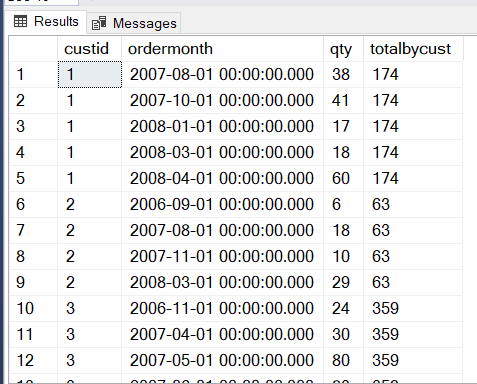 Results Messages
custid ordermonth qty totalbycust
1 1 2007-08-01 00:00:00.000 38 174
2 1 2007-10-01 00:00:00.000 41 174
3 1 2008-01-01 00:00:00.000 17 174
4 1 2008-03-01 00:00:00.000 18 174
5 1 2008-04-01 00:00:00.000 60 174
6 2 2006-09-01 00:00:00.000 6 63
7 2 2007-08-01 00:00:00.000 18 63
8 2 2007-11-01 00:00:00.000 10 63
9 2 2008-03-01 00:00:00.000 29 63
10 3 2006-11-01 00:00:00.000 24 359
11 3 2007-04-01 00:00:00.000 30 359
12 3 2007-05-01 00:00:00.000 80 359